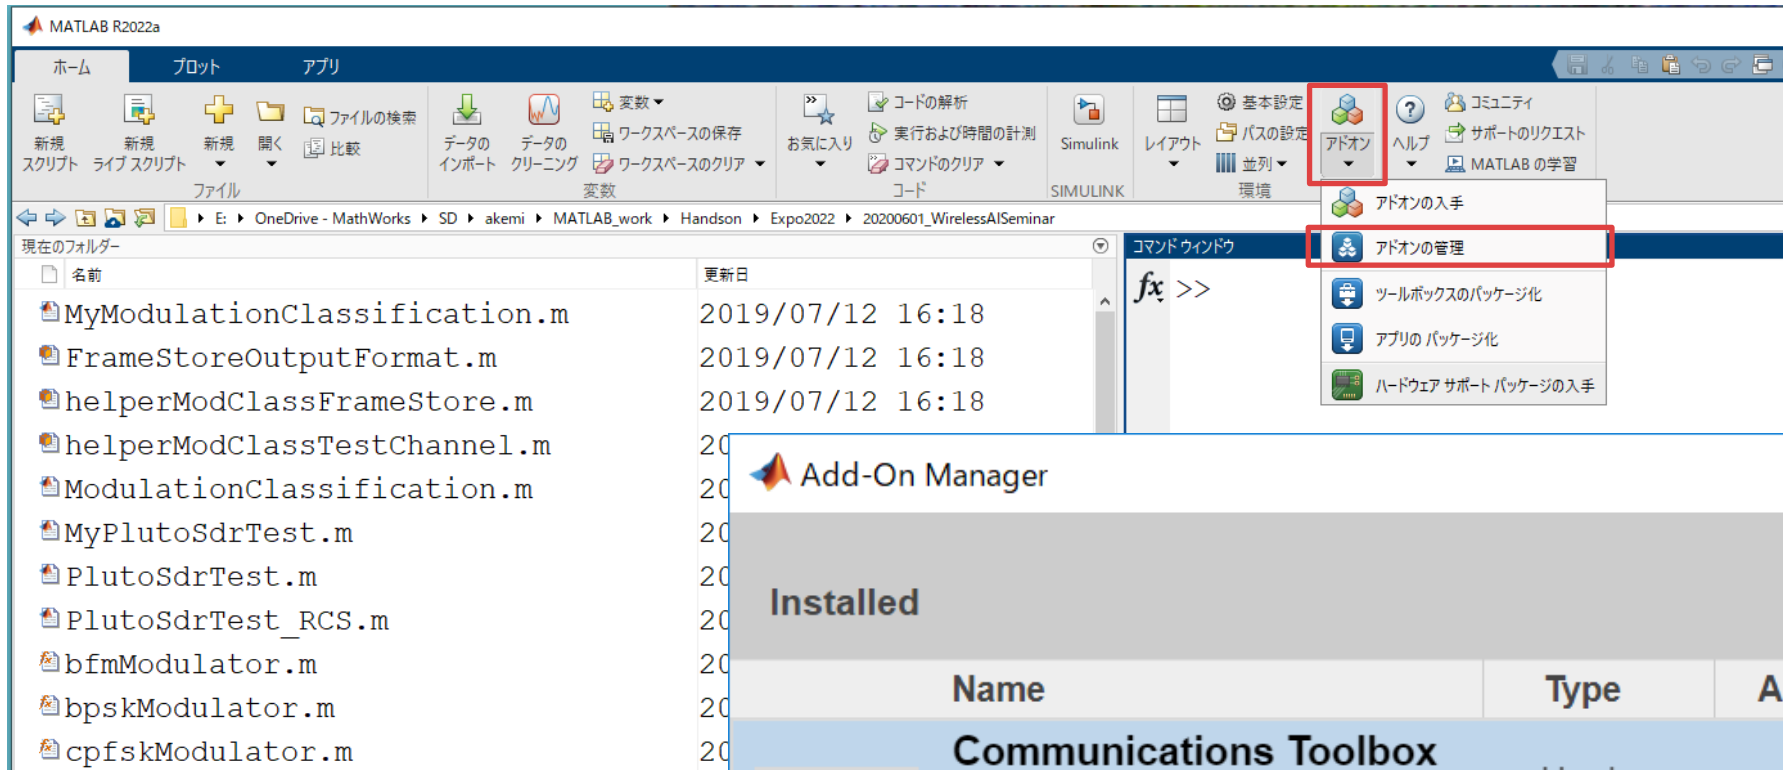 MATLAB R2022a
ホーム プロット アプリ
新規
スクリプト
新規
ライブ スクリプト
新規
開く
ファイルの検索
比較
ファイル
データの
インポート
データの
クリーニング
変数
ワークスペースの保存
ワークスペースのクリア
変数
お気に入り
コードの解析
実行および時間の計測
コマンドのクリア
コード
Simulink
SIMULINK
レイアウト
基本設定
パスの設定
並列
環境
アドオン
ヘルプ
コミュニティ
サポートのリクエスト
MATLAB の学習
アドオンの入手
アドオンの管理
ツールボックスのパッケージ化
アプリの パッケージ化
ハードウェア サポート パッケージの入手
E: OneDrive - MathWorks SD akemi MATLAB_work Handson Expo2022 20200601_WirelessAISeminar
現在のフォルダー
名前 更新日
MyModulationClassification.m 2019/07/12 16:18
FrameStoreOutputFormat.m 2019/07/12 16:18
helperModClassFrameStore.m 2019/07/12 16:18
helperModClassTestChannel.m 20
ModulationClassification.m 20
MyPlutoSdrTest.m 20
PlutoSdrTest.m 20
PlutoSdrTest_RCS.m 20
bfmModulator.m 20
bpskModulator.m 20
cpfskModulator.m 20
コマンド ウィンドウ
fx >>
Add-On Manager
Installed
Name Type A
Communications Toolbox